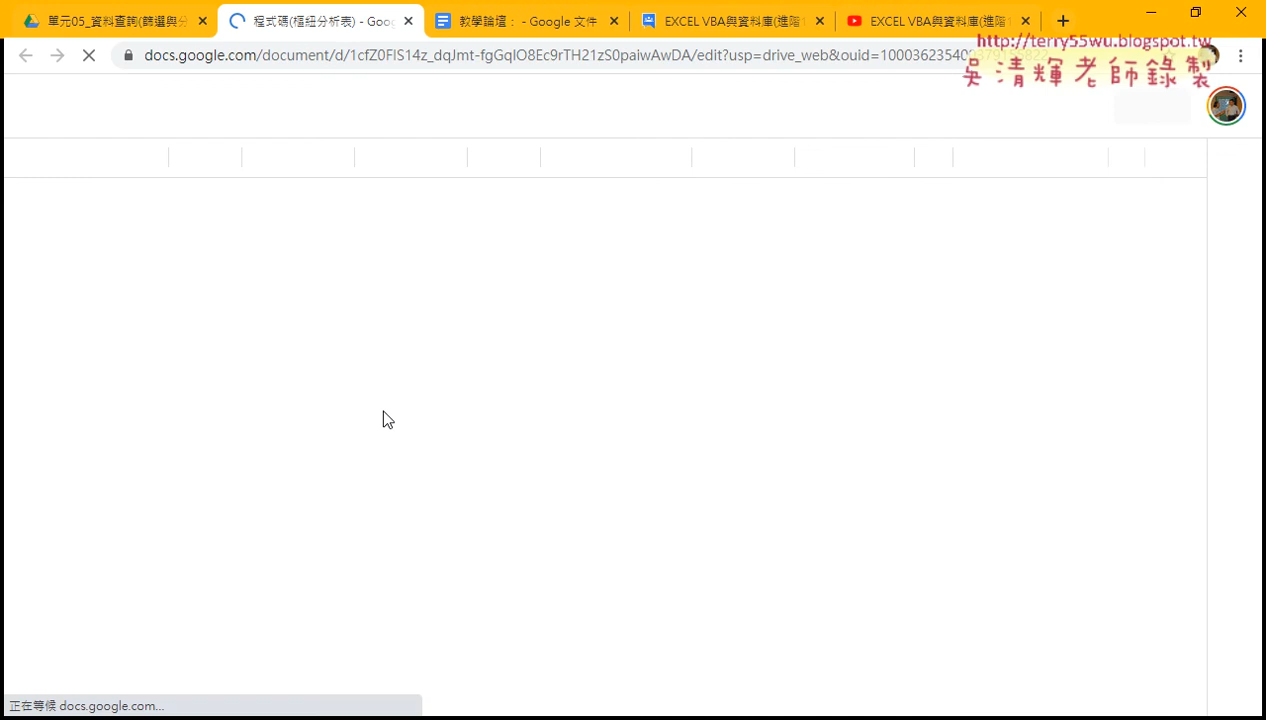 單元05_資料查詢(篩選與分
程式碼(樞紐分析表) - Goog
教學論壇： - Google 文件
EXCEL VBA與資料庫(進階1
EXCEL VBA與資料庫(進階1
docs.google.com/document/d/1cfZ0FlS14z_dqJmt-fgGqIO8Ec9rTH21zS0paiwAwDA/edit?usp=drive_web&ouid=10003623540
http://terry55wu.blogspot.tw
吳清輝老師錄製
正在等候 docs.google.com...